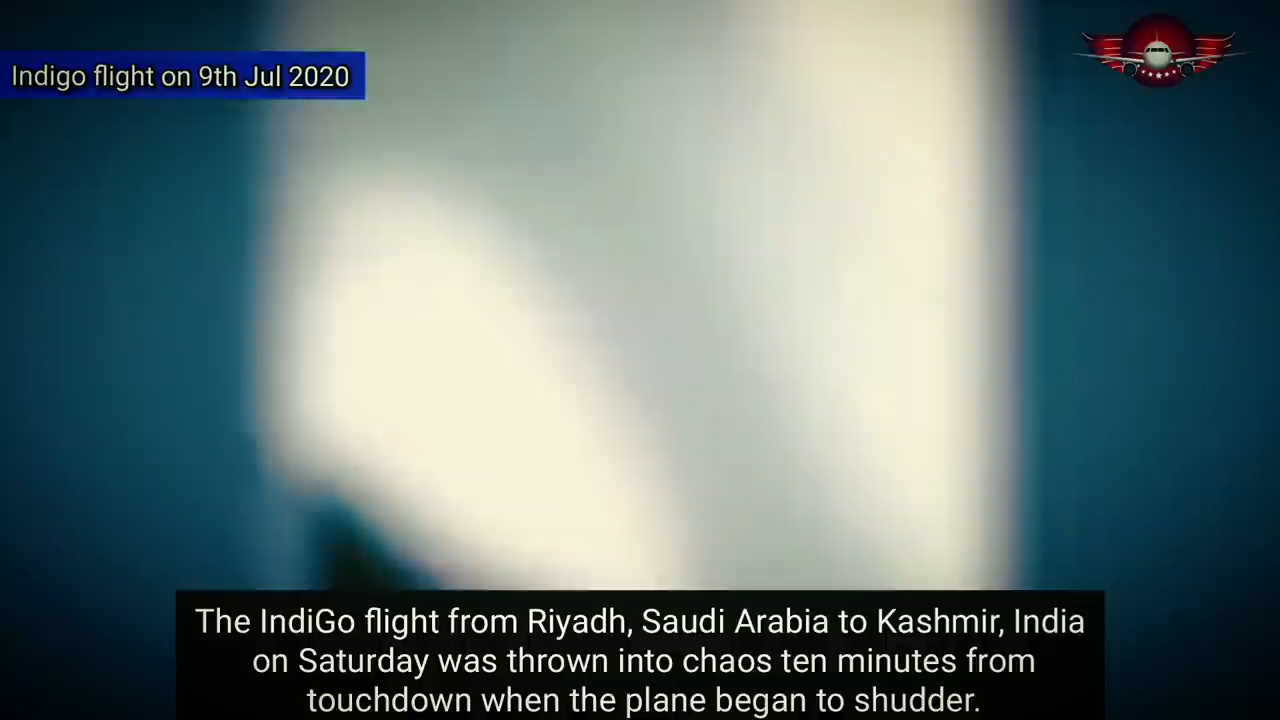 Indigo flight on 9th Jul 2020
The IndiGo flight from Riyadh, Saudi Arabia to Kashmir, India
on Saturday was thrown into chaos ten minutes from
touchdown when the plane began to shudder.